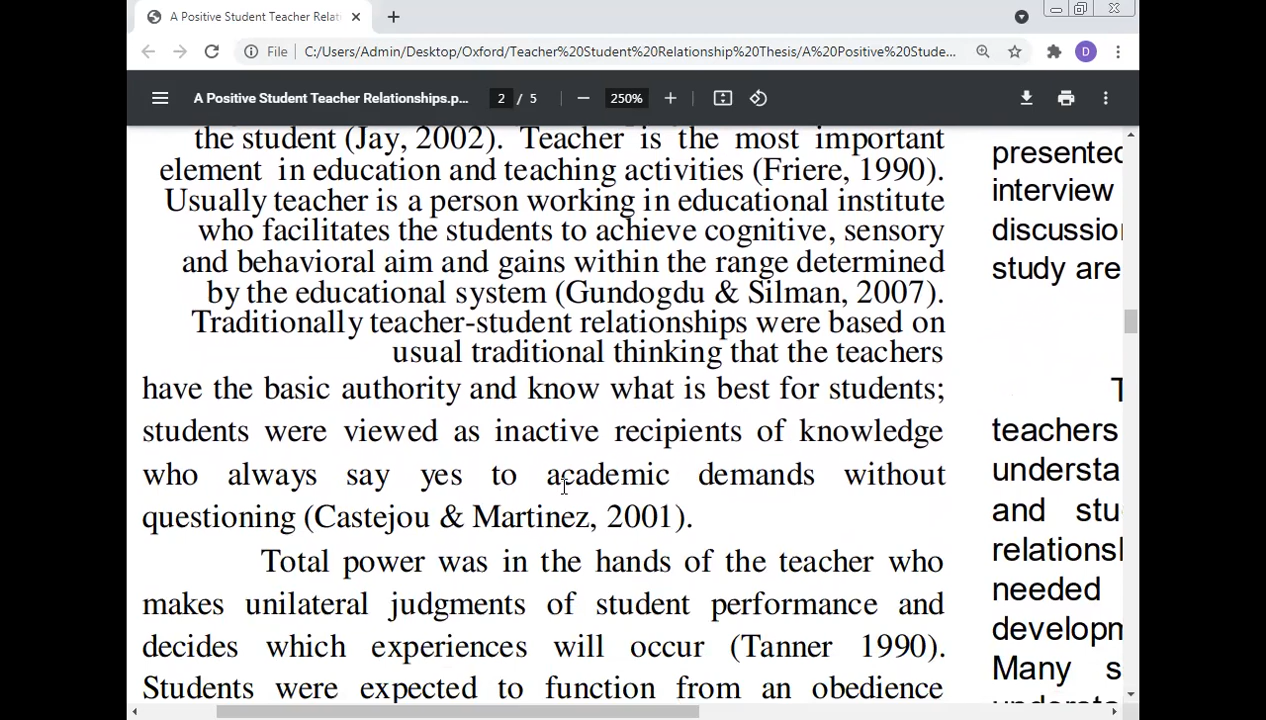 A Positive Student Teacher Relat
File C:/Users/Admin/Desktop/Oxford/Teacher%20Student%20Relationship%20Thesis/A%20Positive%20Stude...
D
A Positive Student Teacher Relationships.p... 2 / 5 250%
the student (Jay, 2002). Teacher is the most important
element in education and teaching activities (Friere, 1990).
Usually teacher is a person working in educational institute
who facilitates the students to achieve cognitive, sensory
and behavioral aim and gains within the range determined
by the educational system (Gundogdu & Silman, 2007).
Traditionally teacher-student relationships were based on
usual traditional thinking that the teachers
have the basic authority and know what is best for students;
students were viewed as inactive recipients of knowledge
who always say yes to academic demands without
questioning (Castejou & Martinez, 2001).
Total power was in the hands of the teacher who
makes unilateral judgments of student performance and
decides which experiences will occur (Tanner 1990).
Students were expected to function from an obedience
presented
interview
discussion
study are
T
teachers
understa
and stu
relationsh
needed
developm
Many s